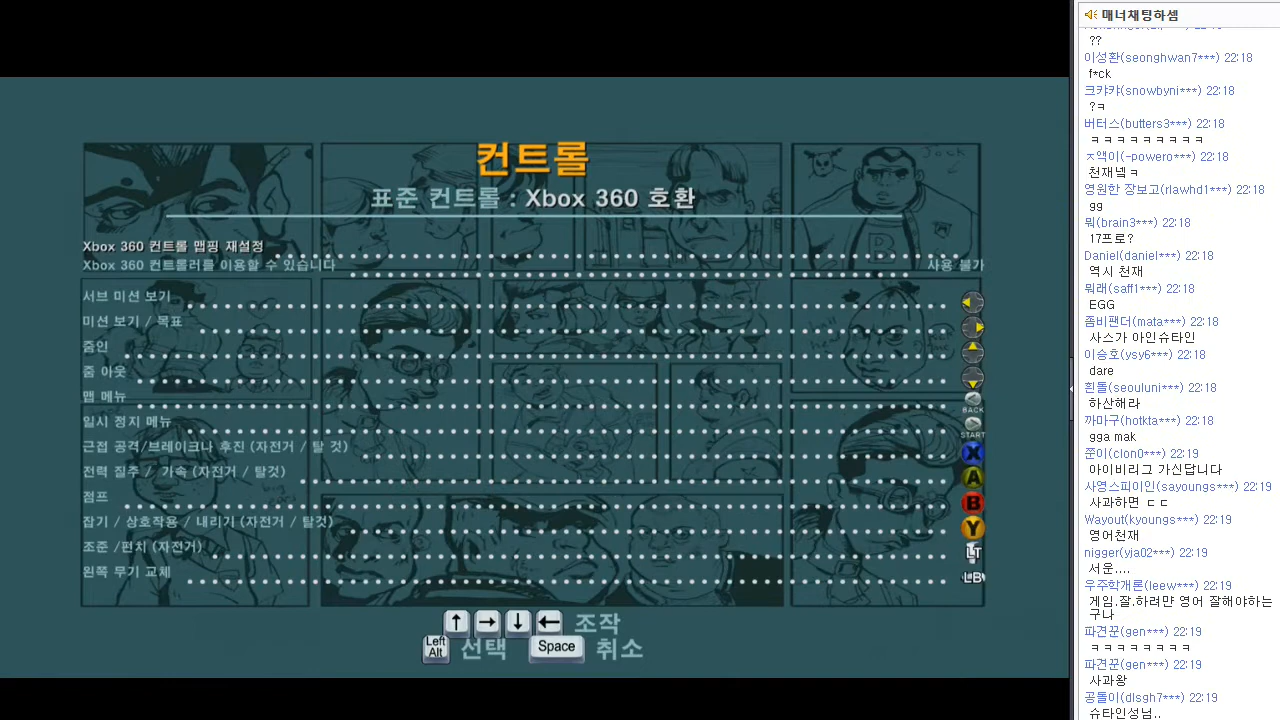 컨트롤
표준 컨트롤 : Xbox 360 호환
Xbox 360 컨트롤 맵핑 재설정
Xbox 360 컨트롤러를 이용할 수 있습니다
사용 불가
서브 미션 보기
미션 보기 / 목표
줌인
줌 아웃
맵 메뉴
BACK
일시 정지 메뉴
START
근접 공격/브레이크나 후진 (자전거 / 탈 것)
X
전력 질주 / 가속 (자전거 / 탈것)
A
점프
B
잡기 / 상호작용 / 내리기 (자전거 / 탈것)
Y
조준 /펀치 (자전거)
LT
왼쪽 무기 교체
LB
↑ → ↓ ← 조작
Left Alt 선택 Space 취소
매너채팅하셈
??
이성환(seonghwan7***) 22:18
f*ck
크캬캬(snowbyni***) 22:18
?ㅋ
버터스(butters3***) 22:18
ㅋㅋㅋㅋㅋㅋㅋㅋ
ㅈ액이(-powero***) 22:18
천재넼ㅋ
영원한 장보고(rlawhd1***) 22:18
gg
뭐(brain3***) 22:18
17프로?
Daniel(daniel***) 22:18
역시 천재
뭐래(saff1***) 22:18
EGG
좀비팬더(mata***) 22:18
사스가 아인슈타인
이승호(ysy6***) 22:18
dare
흰돌(seouluni***) 22:18
하산해라
까마구(hotkta***) 22:18
gga mak
쭌이(clon0***) 22:19
아이비리그 가신답니다
사영스피이인(sayoungs***) 22:19
사과하면 ㄷㄷ
Wayout(kyoungs***) 22:19
영어천재
nigger(yja02***) 22:19
서운....
우주학개론(leew***) 22:19
게임.잘.하려먼 영어 잘해야하는
구나
파견꾼(gen***) 22:19
ㅋㅋㅋㅋㅋㅋㅋ
파견꾼(gen***) 22:19
사과왕
공돌이(dlsgh7***) 22:19
슈타인성님..